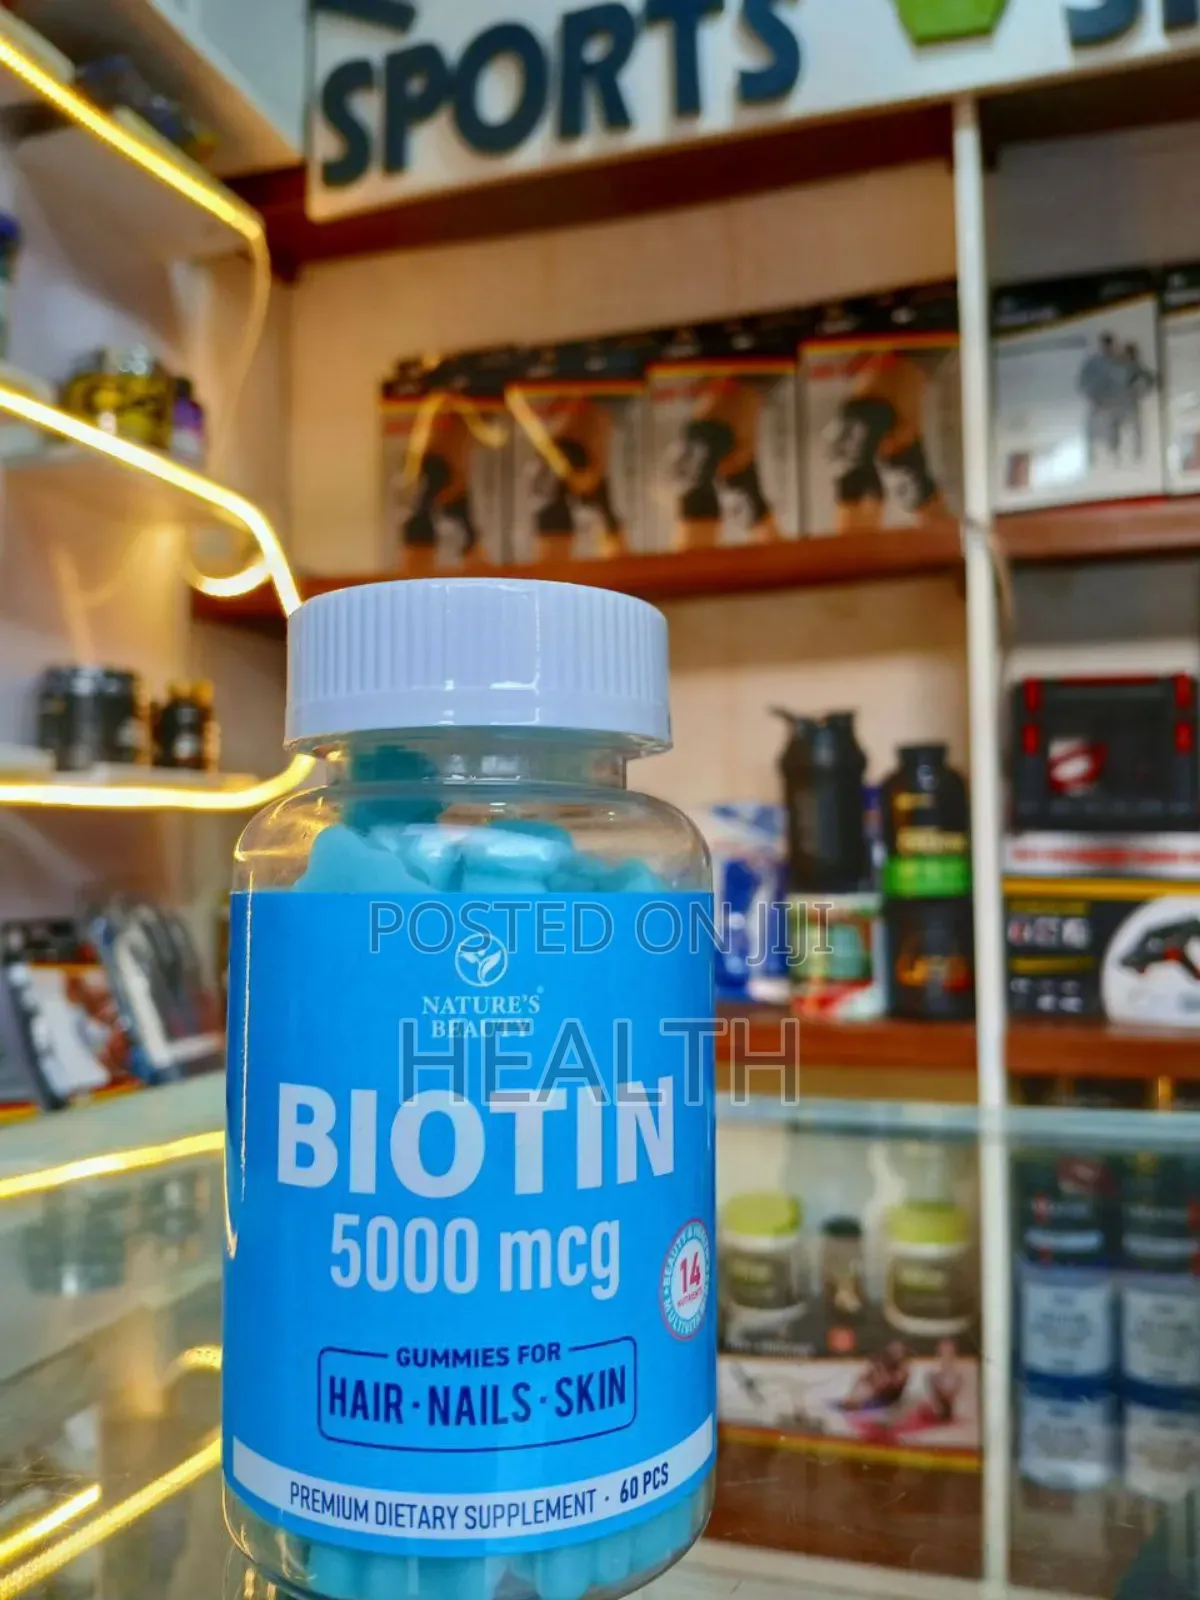 SPORTS
POSTED ON JIJI
NATURE'S®
BEAUTY
HEALTH
BIOTIN
5000 mcg
14
NUTRIENTS
GUMMIES FOR
HAIR · NAILS · SKIN
PREMIUM DIETARY SUPPLEMENT · 60 PCS